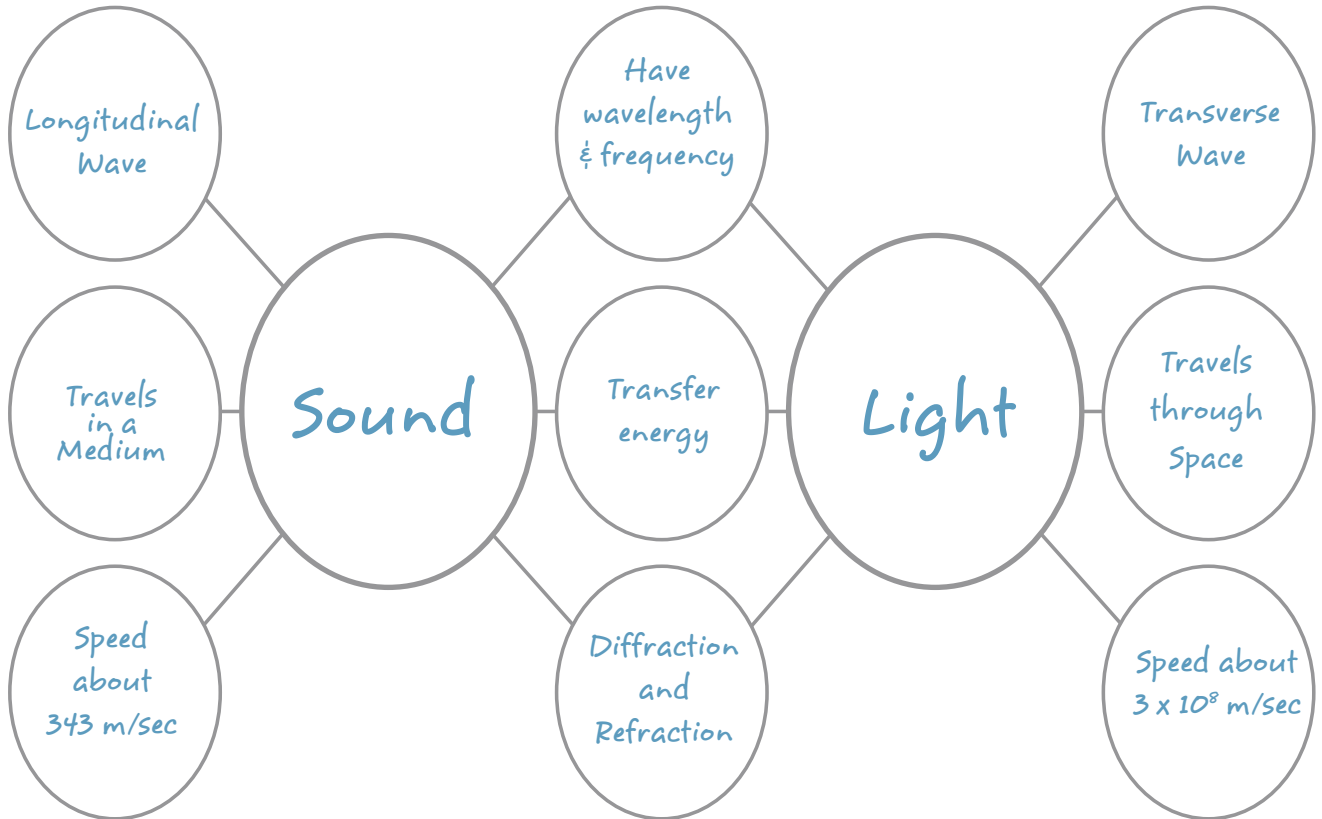 Longitudinal
Wave
Have
wavelength
& frequency
Transverse
Wave
Travels
in a
Medium
Sound
Transfer
energy
Light
Travels
through
Space
Speed
about
343 m/sec
Diffraction
and
Refraction
Speed about
3 x 10⁸ m/sec